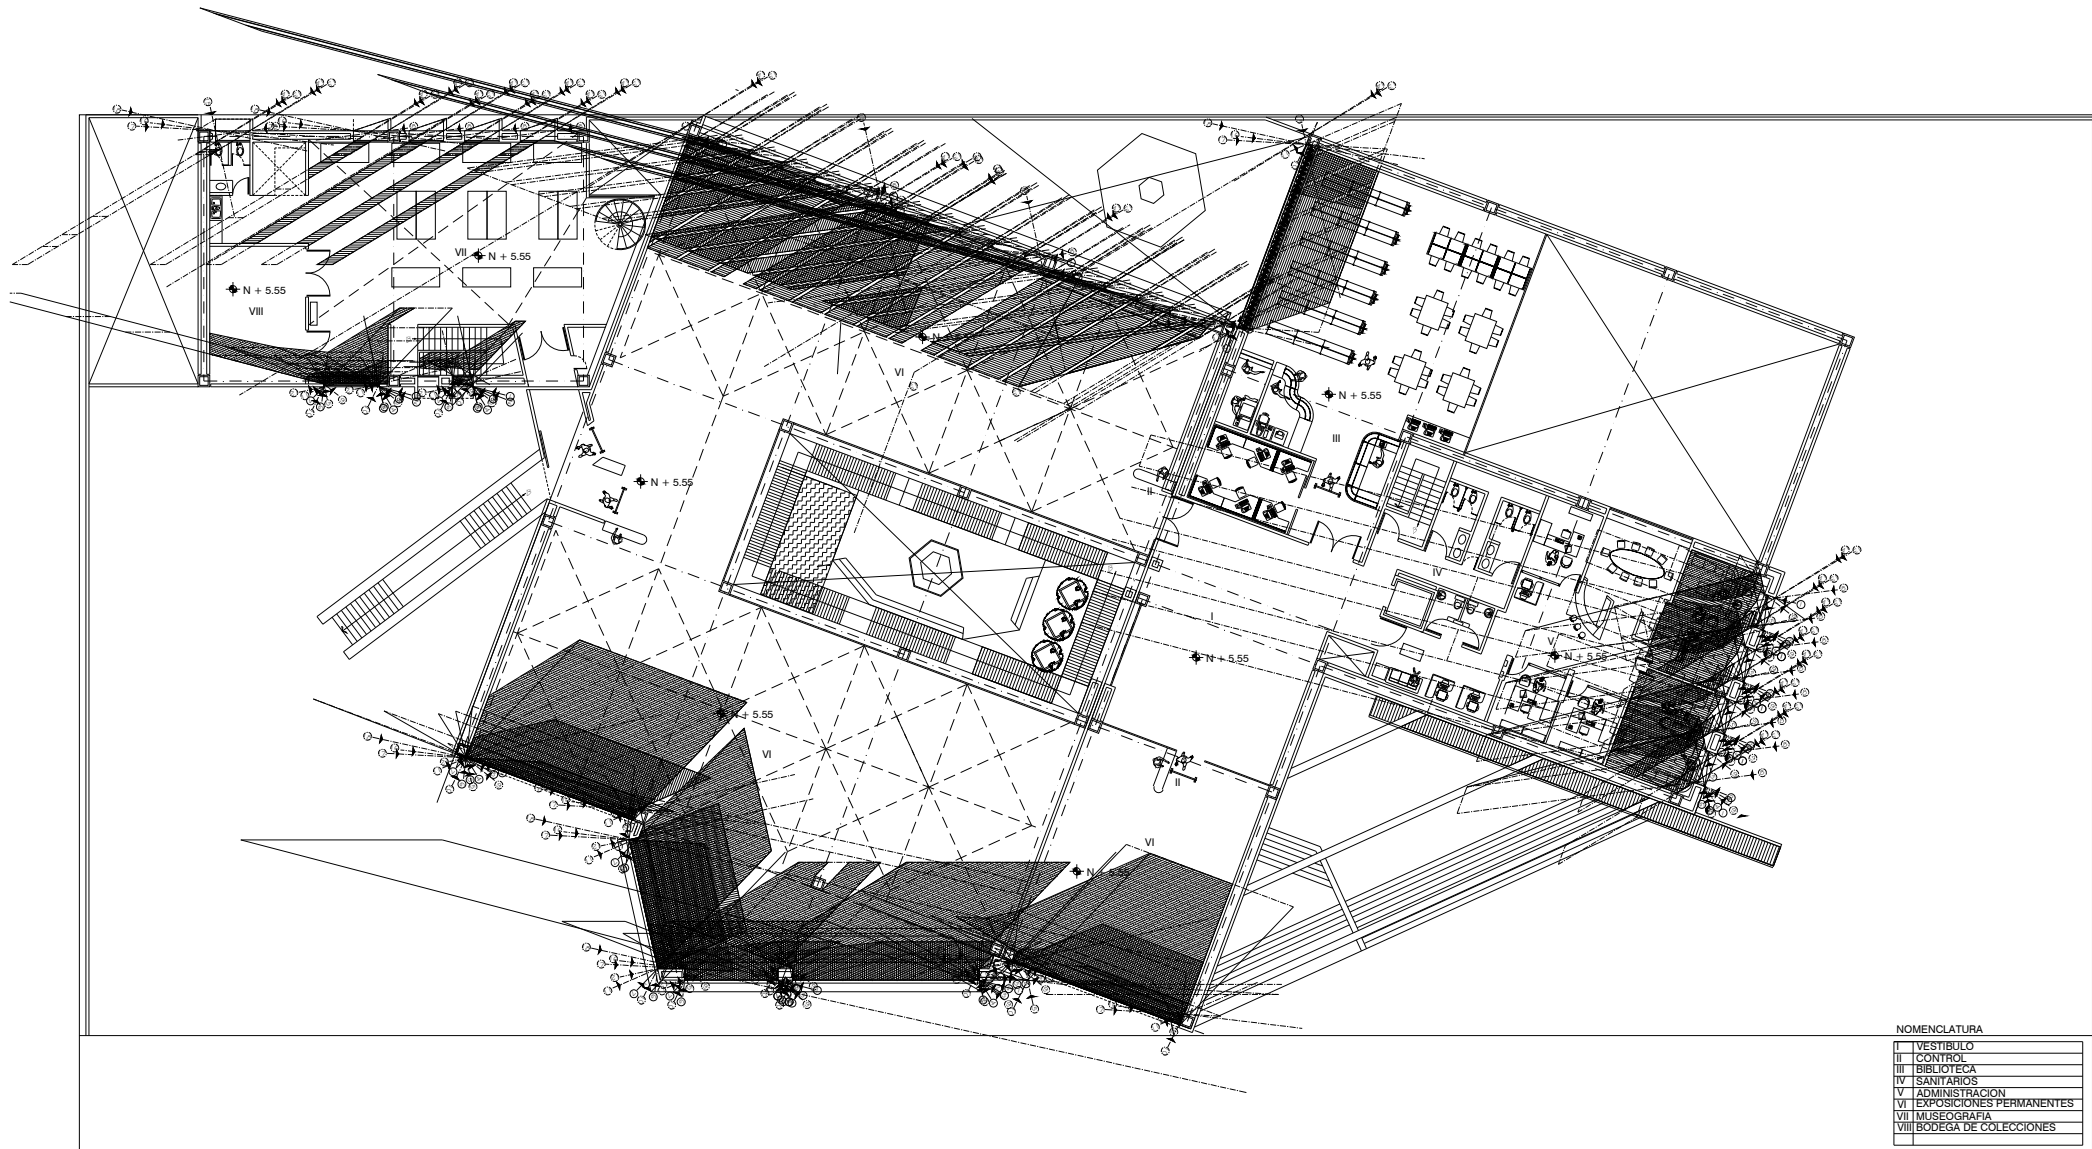 VII
N + 5.55
N + 5.55
VIII
N
VI
N + 5.55
III
N + 5.55
II
IV
I
V
N + 5.55
N + 5.55
N + 5.55
VI
II
VI
N + 5.55
NOMENCLATURA
I VESTIBULO
II CONTROL
III BIBLIOTECA
IV SANITARIOS
V ADMINISTRACION
VI EXPOSICIONES PERMANENTES
VII MUSEOGRAFIA
VIII BODEGA DE COLECCIONES